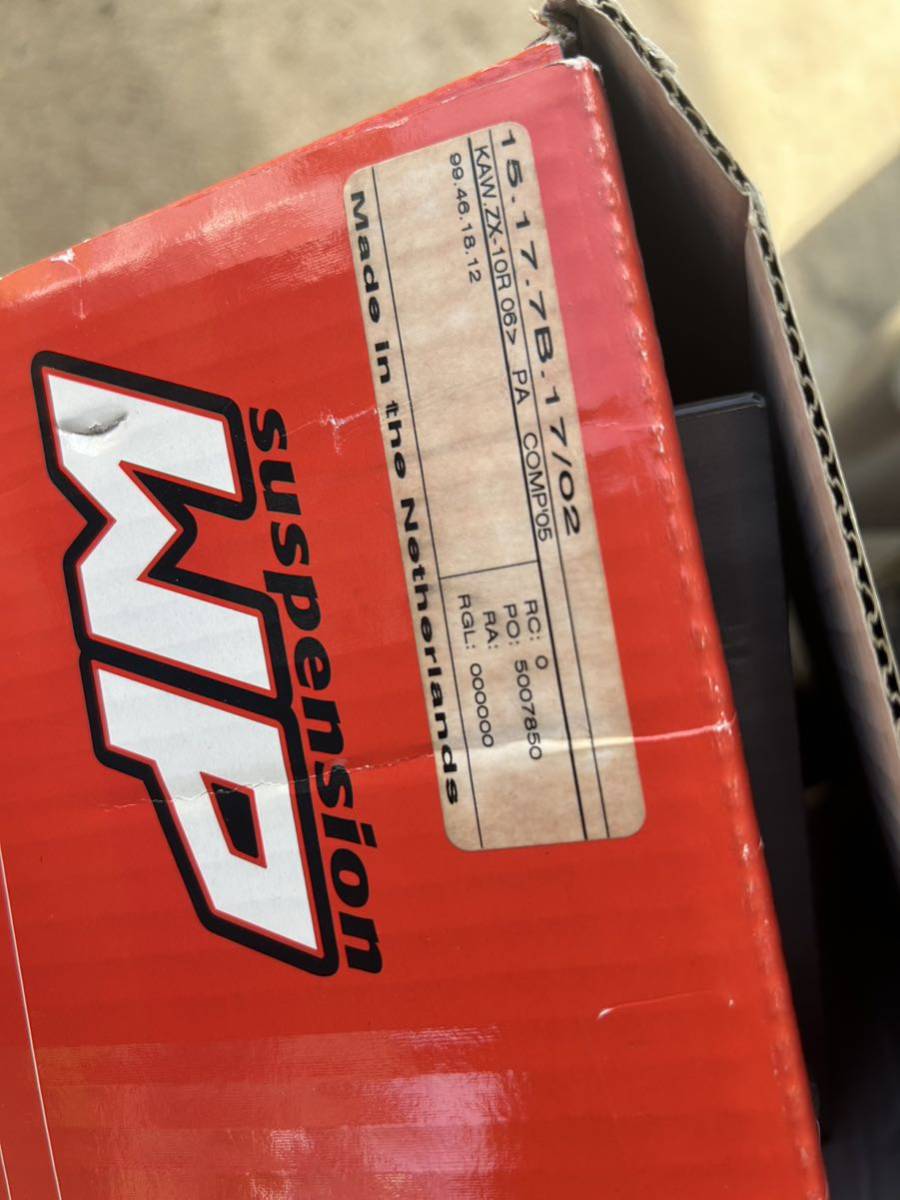 15.17.7B.17/02
KAW.ZX-10R 06> PA COMP'05
99.46.18.12
RC: 0
PO: 5007850
RA:
RGL: 000000
Made in the Netherlands
suspension
WP